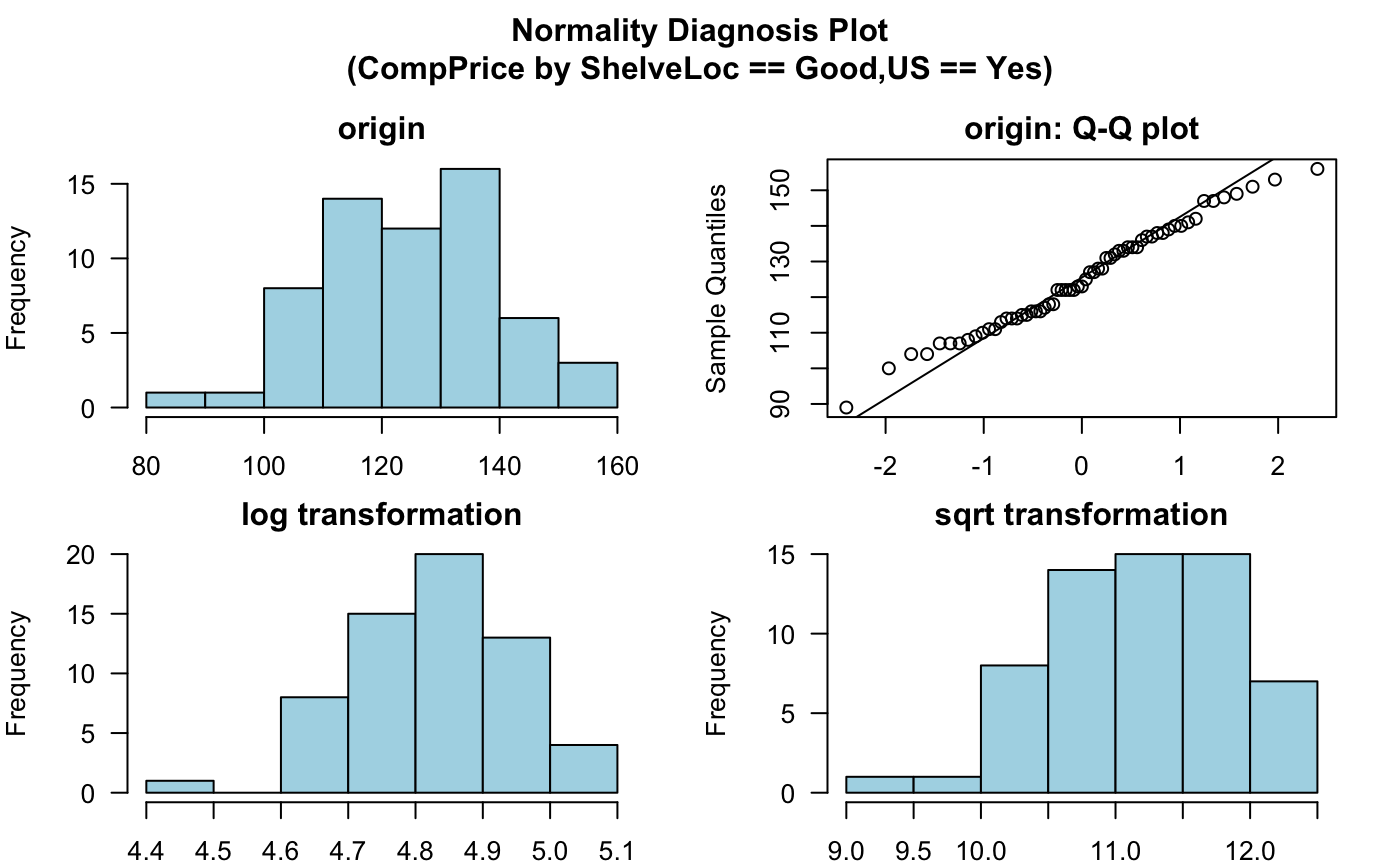 Normality Diagnosis Plot
(CompPrice by ShelveLoc == Good,US == Yes)
origin
Frequency
15
10
5
0
80 100 120 140 160
origin: Q-Q plot
Sample Quantiles
150
130
110
90
-2 -1 0 1 2
log transformation
Frequency
20
15
10
5
0
4.4 4.5 4.6 4.7 4.8 4.9 5.0 5.1
sqrt transformation
Frequency
15
10
5
0
9.0 9.5 10.0 11.0 12.0